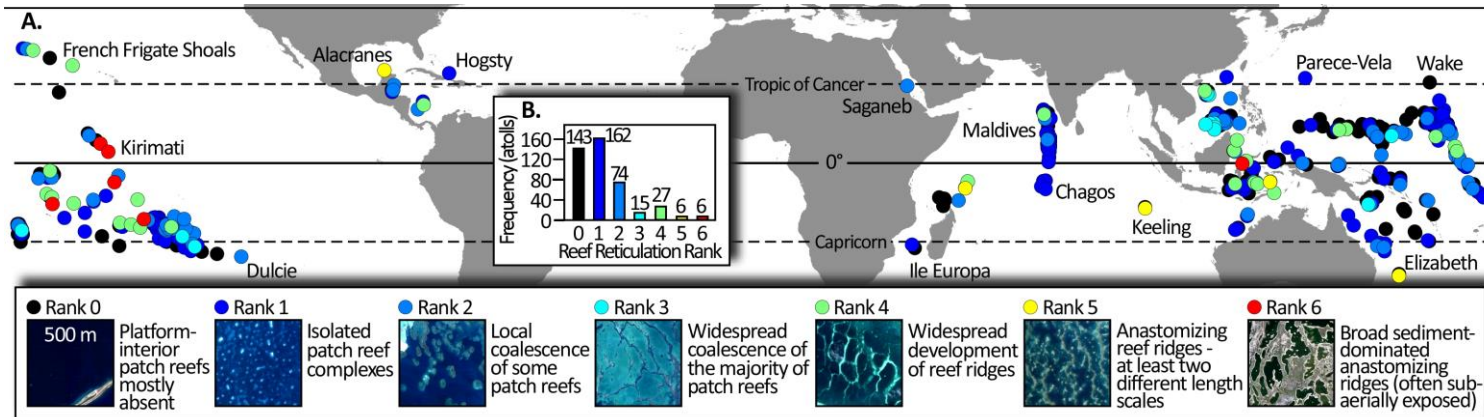 A.
French Frigate Shoals
Alacranes
Hogsty
Parece-Vela
Wake
Tropic of Cancer
Saganeb
Kirimati
Maldives
0°
Chagos
Keeling
Capricorn
Dulcie
Ile Europa
Elizabeth
B.
Frequency (atolls)
160
120
80
40
0
143
162
74
15
27
6
6
0 1 2 3 4 5 6
Reef Reticulation Rank
Rank 0
500 m
Platform-
interior
patch reefs
mostly
absent
Rank 1
Isolated
patch reef
complexes
Rank 2
Local
coalescence
of some
patch reefs
Rank 3
Widespread
coalescence of
the majority of
patch reefs
Rank 4
Widespread
development
of reef ridges
Rank 5
Anastomizing
reef ridges -
at least two
different length
scales
Rank 6
Broad sediment-
dominated
anastomizing
ridges (often sub-
aerially exposed)